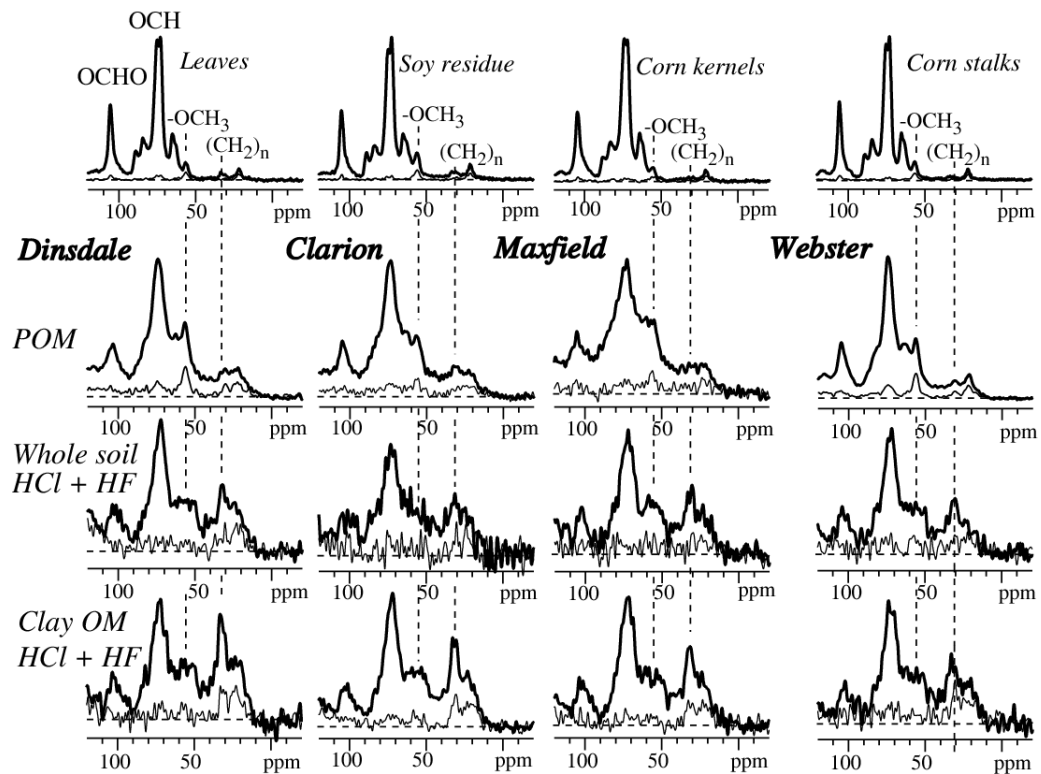 OCH
OCHO
Leaves
-OCH3
(CH2)n
100 50 ppm
Soy residue
-OCH3
(CH2)n
100 50 ppm
Corn kernels
-OCH3
(CH2)n
100 50 ppm
Corn stalks
-OCH3
(CH2)n
100 50 ppm
Dinsdale Clarion Maxfield Webster
POM
100 50 ppm 100 50 ppm 100 50 ppm 100 50 ppm
Whole soil
HCl + HF
100 50 ppm 100 50 ppm 100 50 ppm 100 50 ppm
Clay OM
HCl + HF
100 50 ppm 100 50 ppm 100 50 ppm 100 50 ppm